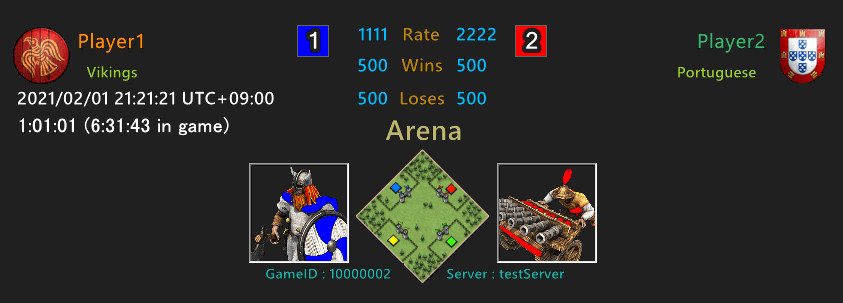 Player1
Vikings
1
1111 Rate 2222
2
Player2
Portuguese
500 Wins 500
500 Loses 500
2021/02/01 21:21:21 UTC+09:00
1:01:01 (6:31:43 in game)
Arena
GameID : 10000002
Server : testServer